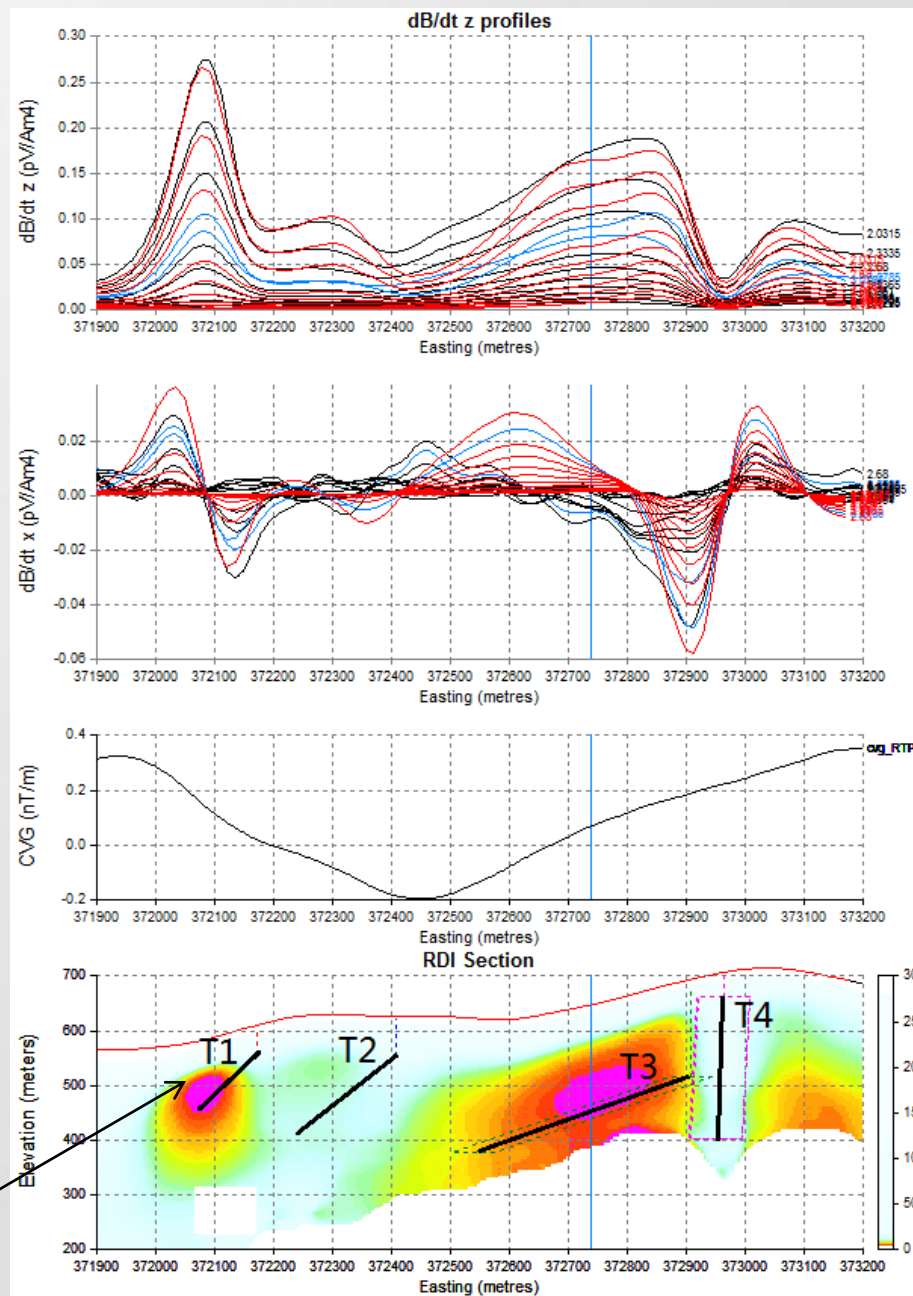 dB/dt z profiles
0.30
0.25
0.20
0.15
0.10
0.05
0.00
dB/dt z (pV/Am4)
2.0315
2.3335
2.68
371900 372000 372100 372200 372300 372400 372500 372600 372700 372800 372900 373000 373100 373200
Easting (metres)
0.02
0.00
-0.02
-0.04
-0.06
dB/dt x (pV/Am4)
2.68
371900 372000 372100 372200 372300 372400 372500 372600 372700 372800 372900 373000 373100 373200
Easting (metres)
0.4
0.2
0.0
-0.2
CVG (nT/m)
cvg_RTP
371900 372000 372100 372200 372300 372400 372500 372600 372700 372800 372900 373000 373100 373200
Easting (metres)
RDI Section
700
600
500
400
300
200
Elevation (meters)
T1
T2
T3
T4
0
371900 372000 372100 372200 372300 372400 372500 372600 372700 372800 372900 373000 373100 373200
Easting (metres)